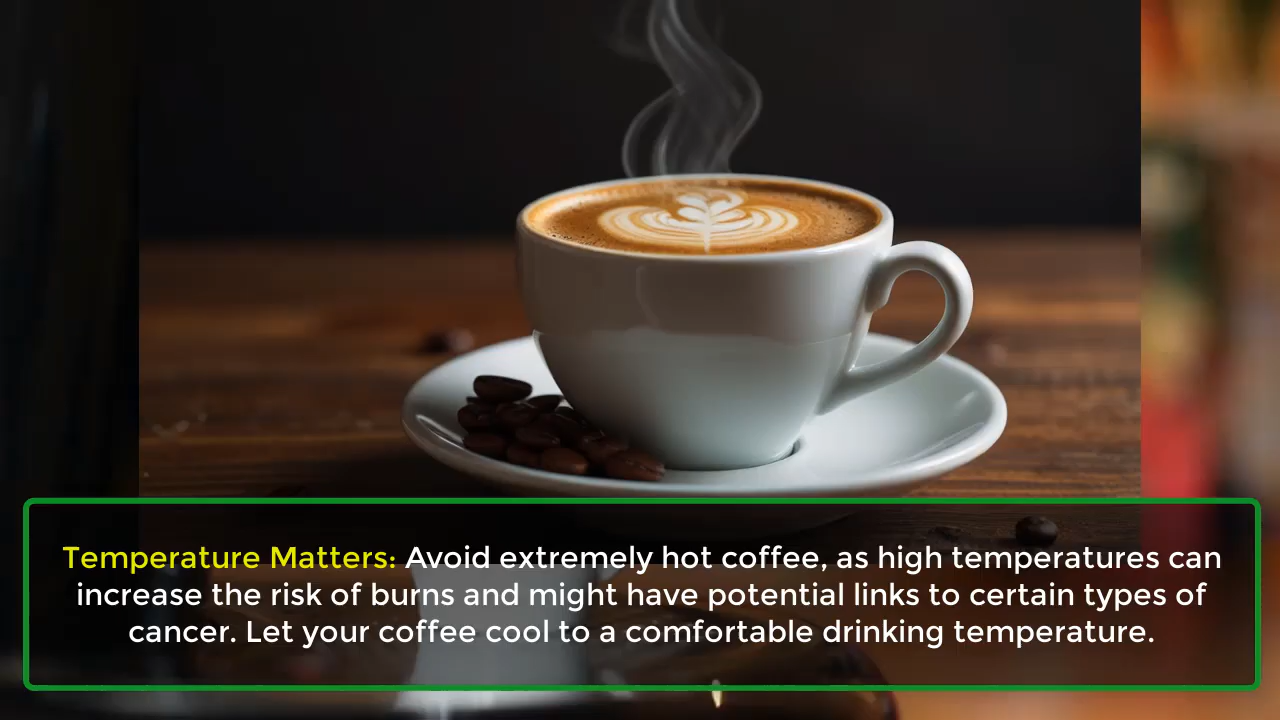 Temperature Matters: Avoid extremely hot coffee, as high temperatures can
increase the risk of burns and might have potential links to certain types of
cancer. Let your coffee cool to a comfortable drinking temperature.